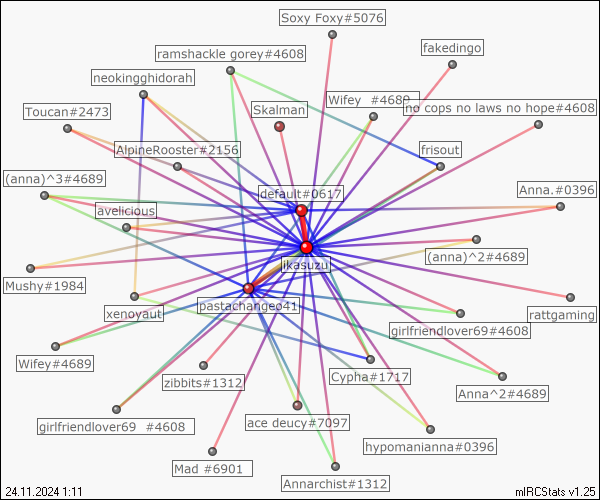 Soxy Foxy#5076
fakedingo
ramshackle gorey#4608
neokingghidorah
Wifey #4689
no cops no laws no hope#4608
Toucan#2473
Skalman
AlpineRooster#2156
frisout
(anna)^3#4689
default#0617
Anna.#0396
avelicious
(anna)^2#4689
ikasuzu
Mushy#1984
pastachangeo41
xenoyaut
rattgaming
girlfriendlover69#4608
Wifey#4689
zibbits#1312
Cypha#1717
Anna^2#4689
girlfriendlover69 #4608
ace deucy#7097
hypomanianna#0396
Mad #6901
Annarchist#1312
24.11.2024 1:11
mIRCStats v1.25